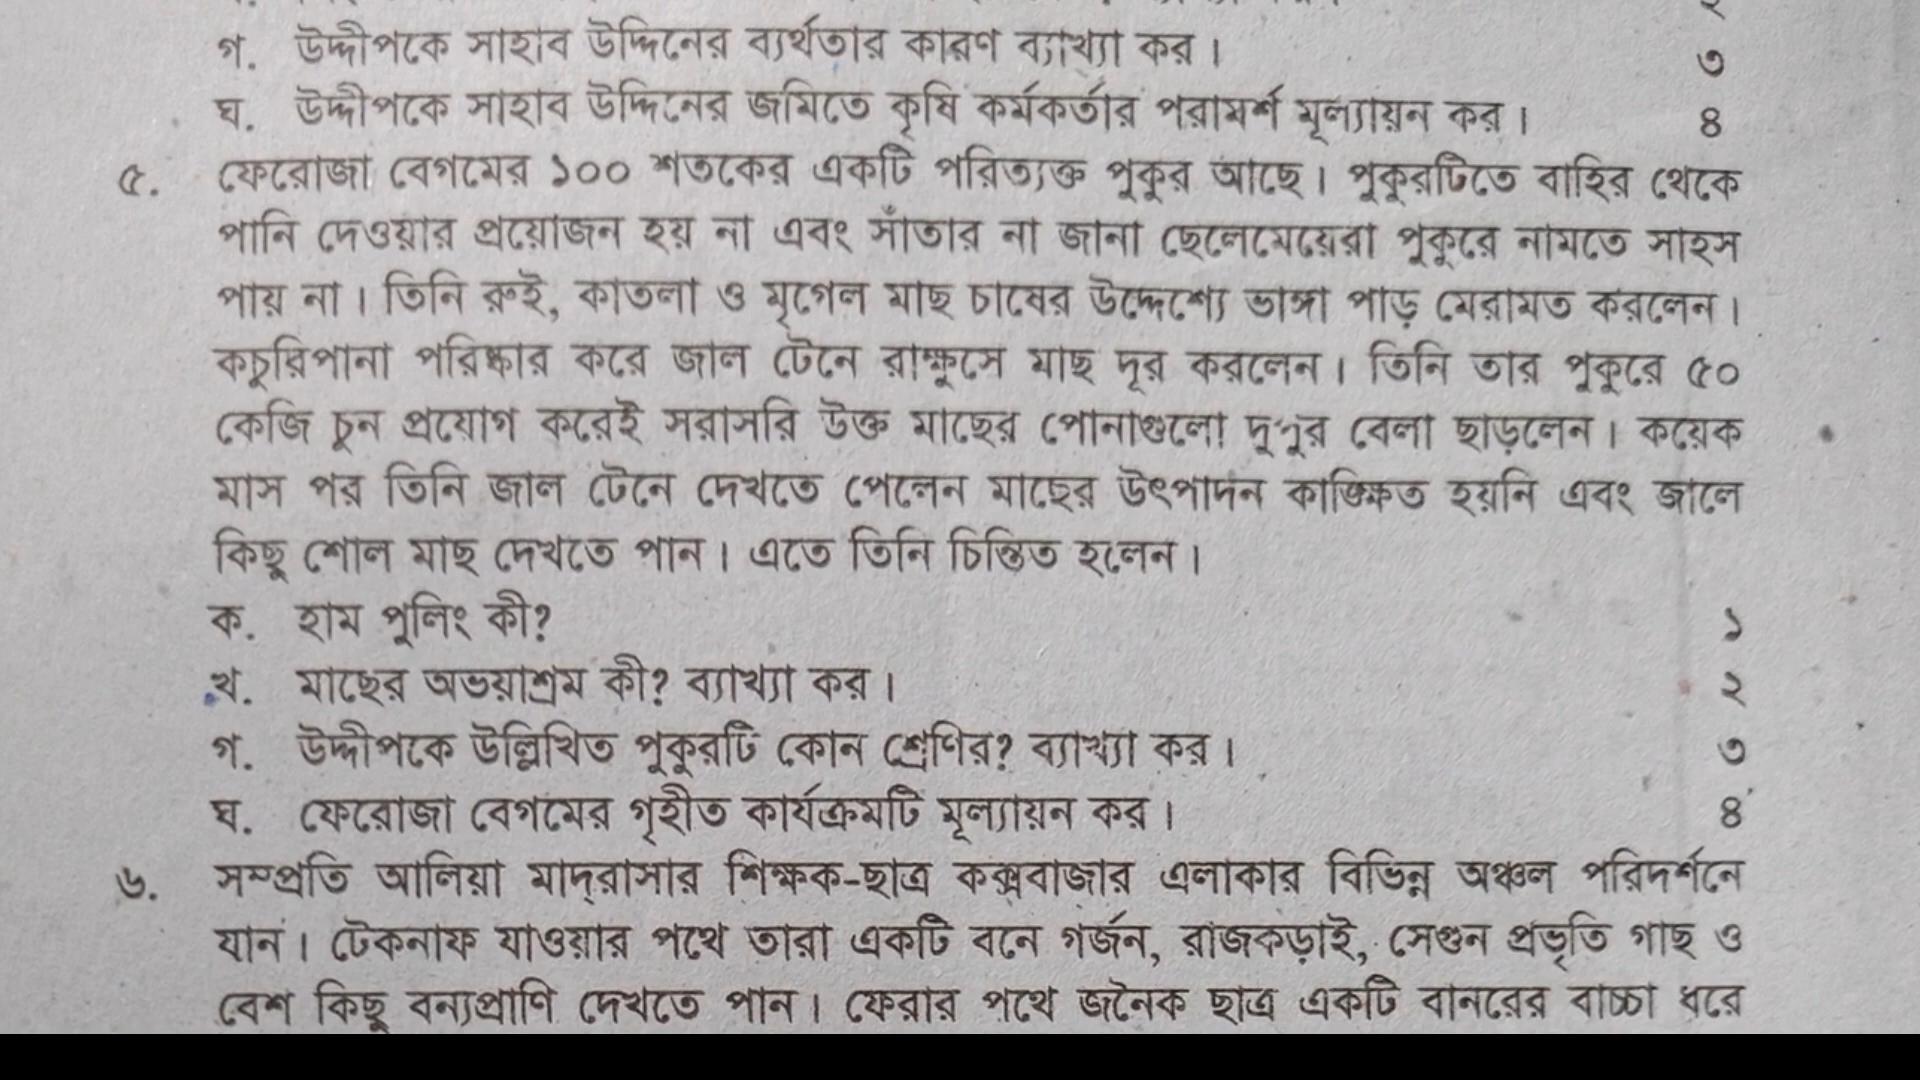 ২
গ. উদ্দীপকে সাহাব উদ্দিনের ব্যর্থতার কারণ ব্যাখ্যা কর। ৩
ঘ. উদ্দীপকে সাহাব উদ্দিনের জমিতে কৃষি কর্মকর্তার পরামর্শ মূল্যায়ন কর। ৪
৫. ফেরোজা বেগমের ১০০ শতকের একটি পরিত্যক্ত পুকুর আছে। পুকুরটিতে বাহির থেকে
পানি দেওয়ার প্রয়োজন হয় না এবং সাঁতার না জানা ছেলেমেয়েরা পুকুরে নামতে সাহস
পায় না। তিনি রুই, কাতলা ও মৃগেল মাছ চাষের উদ্দেশ্যে ভাঙ্গা পাড় মেরামত করলেন।
কচুরিপানা পরিষ্কার করে জাল টেনে রাক্ষুসে মাছ দূর করলেন। তিনি তার পুকুরে ৫০
কেজি চুন প্রয়োগ করেই সরাসরি উক্ত মাছের পোনাগুলো দুপুর বেলা ছাড়লেন। কয়েক
মাস পর তিনি জাল টেনে দেখতে পেলেন মাছের উৎপাদন কাঙ্ক্ষিত হয়নি এবং জালে
কিছু শোল মাছ দেখতে পান। এতে তিনি চিন্তিত হলেন।
ক. হাম পুলিং কী? ১
খ. মাছের অভয়াশ্রম কী? ব্যাখ্যা কর। ২
গ. উদ্দীপকে উল্লিখিত পুকুরটি কোন শ্রেণির? ব্যাখ্যা কর। ৩
ঘ. ফেরোজা বেগমের গৃহীত কার্যক্রমটি মূল্যায়ন কর। ৪
৬. সম্প্রতি আলিয়া মাদ্‌রাসার শিক্ষক-ছাত্র কক্সবাজার এলাকার বিভিন্ন অঞ্চল পরিদর্শনে
যান। টেকনাফ যাওয়ার পথে তারা একটি বনে গর্জন, রাজকড়াই, সেগুন প্রভৃতি গাছ ও
বেশ কিছু বন্যপ্রাণি দেখতে পান। ফেরার পথে জনৈক ছাত্র একটি বানরের বাচ্চা ধরে